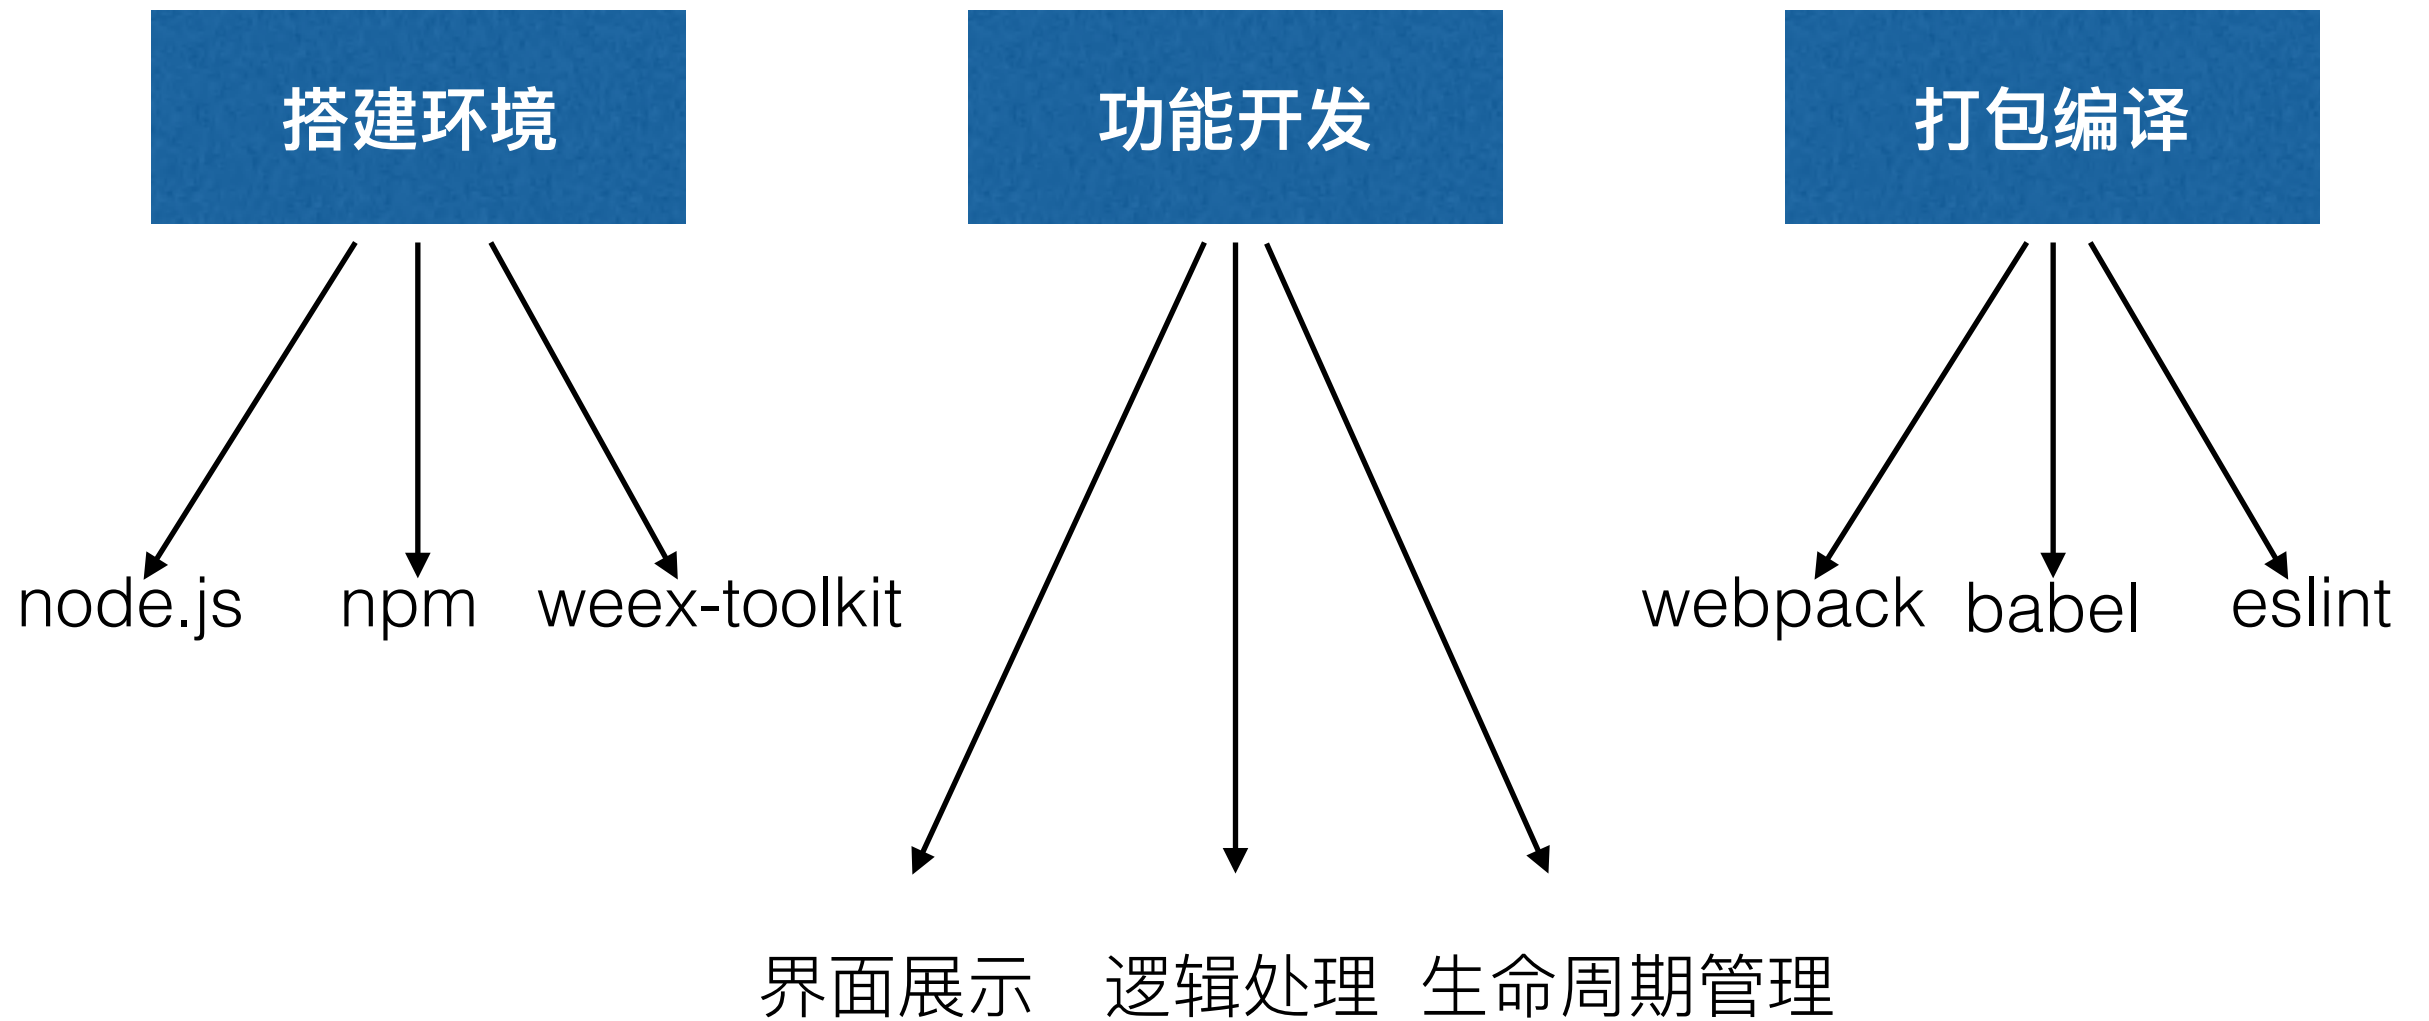 搭建环境
功能开发
打包编译
node.js
npm
weex-toolkit
webpack
babel
eslint
界面展示
逻辑处理
生命周期管理